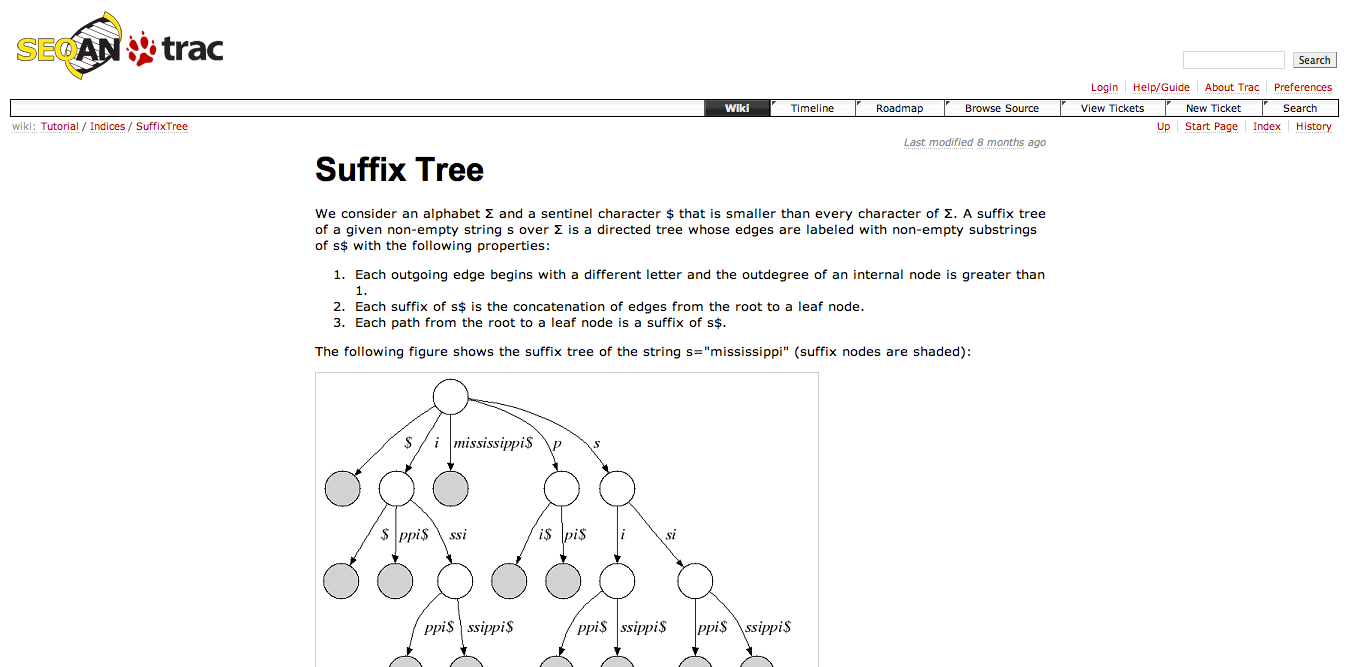 SEQAN trac
Search
Login Help/Guide About Trac Preferences
Wiki Timeline Roadmap Browse Source View Tickets New Ticket Search
wiki: Tutorial / Indices / SuffixTree Up Start Page Index History
Last modified 8 months ago
Suffix Tree
We consider an alphabet Σ and a sentinel character $ that is smaller than every character of Σ. A suffix tree
of a given non-empty string s over Σ is a directed tree whose edges are labeled with non-empty substrings
of s$ with the following properties:
1. Each outgoing edge begins with a different letter and the outdegree of an internal node is greater than
1.
2. Each suffix of s$ is the concatenation of edges from the root to a leaf node.
3. Each path from the root to a leaf node is a suffix of s$.
The following figure shows the suffix tree of the string s="mississippi" (suffix nodes are shaded):
$ i mississippi$ p s
$ ppi$ ssi i$ pi$ i si
ppi$ ssippi$ ppi$ ssippi$ ppi$ ssippi$